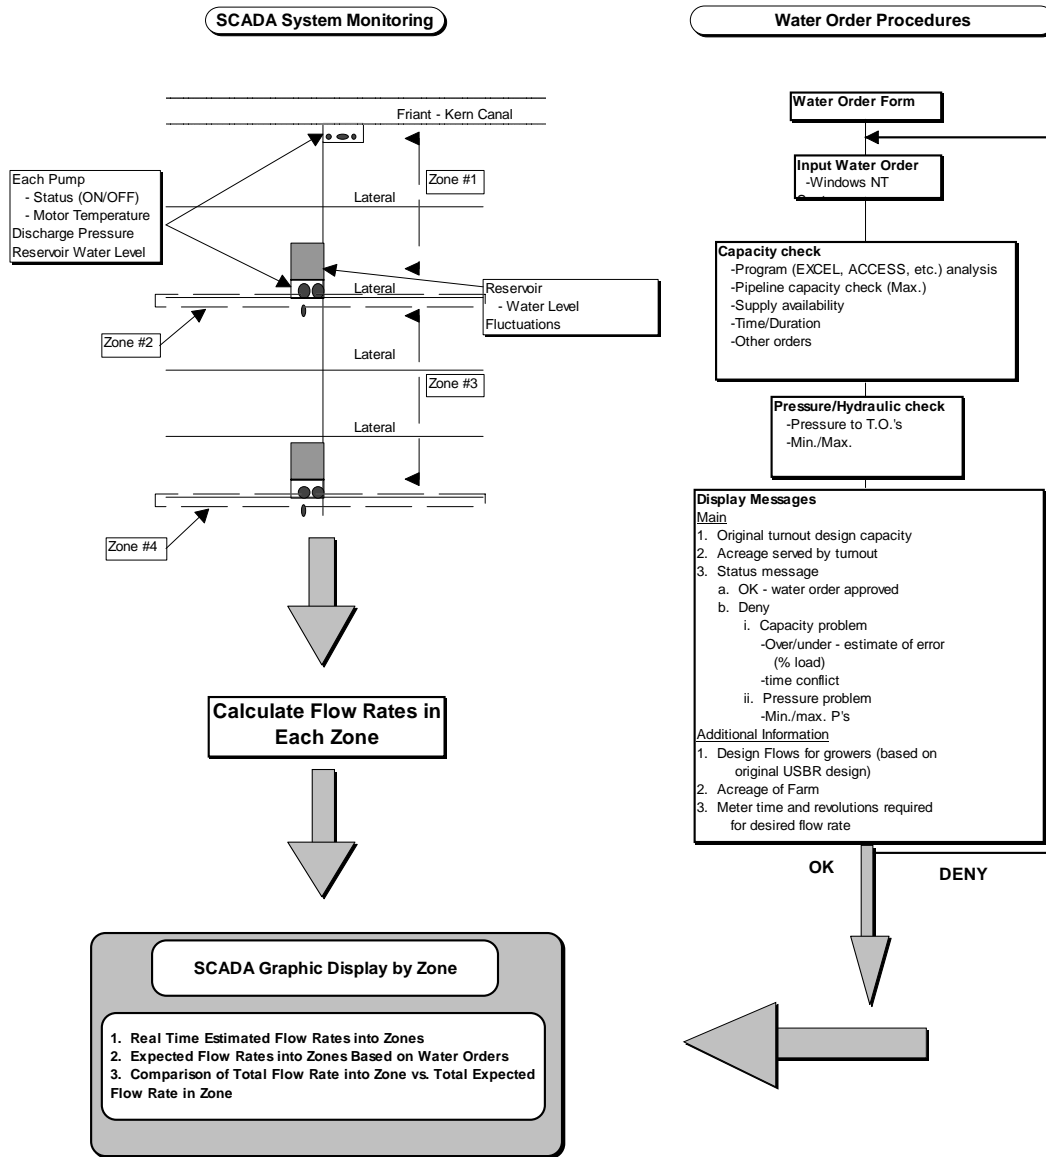 SCADA System Monitoring
Friant - Kern Canal
Each Pump
- Status (ON/OFF)
- Motor Temperature
Discharge Pressure
Reservoir Water Level
Zone #1
Lateral
Lateral
Reservoir
- Water Level
Fluctuations
Zone #2
Lateral
Zone #3
Lateral
Zone #4
Calculate Flow Rates in
Each Zone
SCADA Graphic Display by Zone
1. Real Time Estimated Flow Rates into Zones
2. Expected Flow Rates into Zones Based on Water Orders
3. Comparison of Total Flow Rate into Zone vs. Total Expected
Flow Rate in Zone
Water Order Procedures
Water Order Form
Input Water Order
-Windows NT
Capacity check
-Program (EXCEL, ACCESS, etc.) analysis
-Pipeline capacity check (Max.)
-Supply availability
-Time/Duration
-Other orders
Pressure/Hydraulic check
-Pressure to T.O.'s
-Min./Max.
Display Messages
Main
1. Original turnout design capacity
2. Acreage served by turnout
3. Status message
a. OK - water order approved
b. Deny
i. Capacity problem
-Over/under - estimate of error
(% load)
-time conflict
ii. Pressure problem
-Min./max. P's
Additional Information
1. Design Flows for growers (based on
original USBR design)
2. Acreage of Farm
3. Meter time and revolutions required
for desired flow rate
OK
DENY